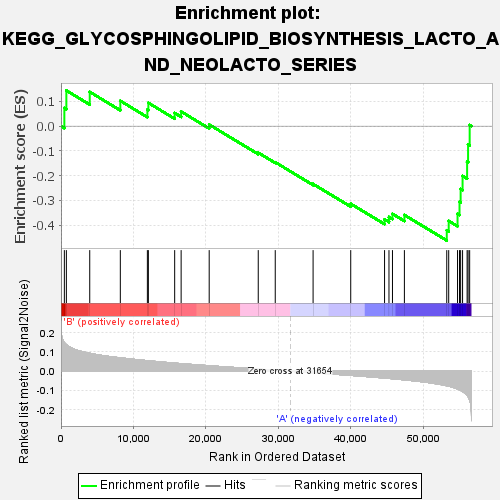 Enrichment plot:
KEGG_GLYCOSPHINGOLIPID_BIOSYNTHESIS_LACTO_A
ND_NEOLACTO_SERIES
Enrichment score (ES)
0.1
0.0
-0.1
-0.2
-0.3
-0.4
'B' (positively correlated)
Ranked list metric (Signal2Noise)
0.2
0.1
0.0
-0.1
-0.2
Zero cross at 31654
'A' (negatively correlated)
0
10,000
20,000
30,000
40,000
50,000
Rank in Ordered Dataset
Enrichment profile
Hits
Ranking metric scores